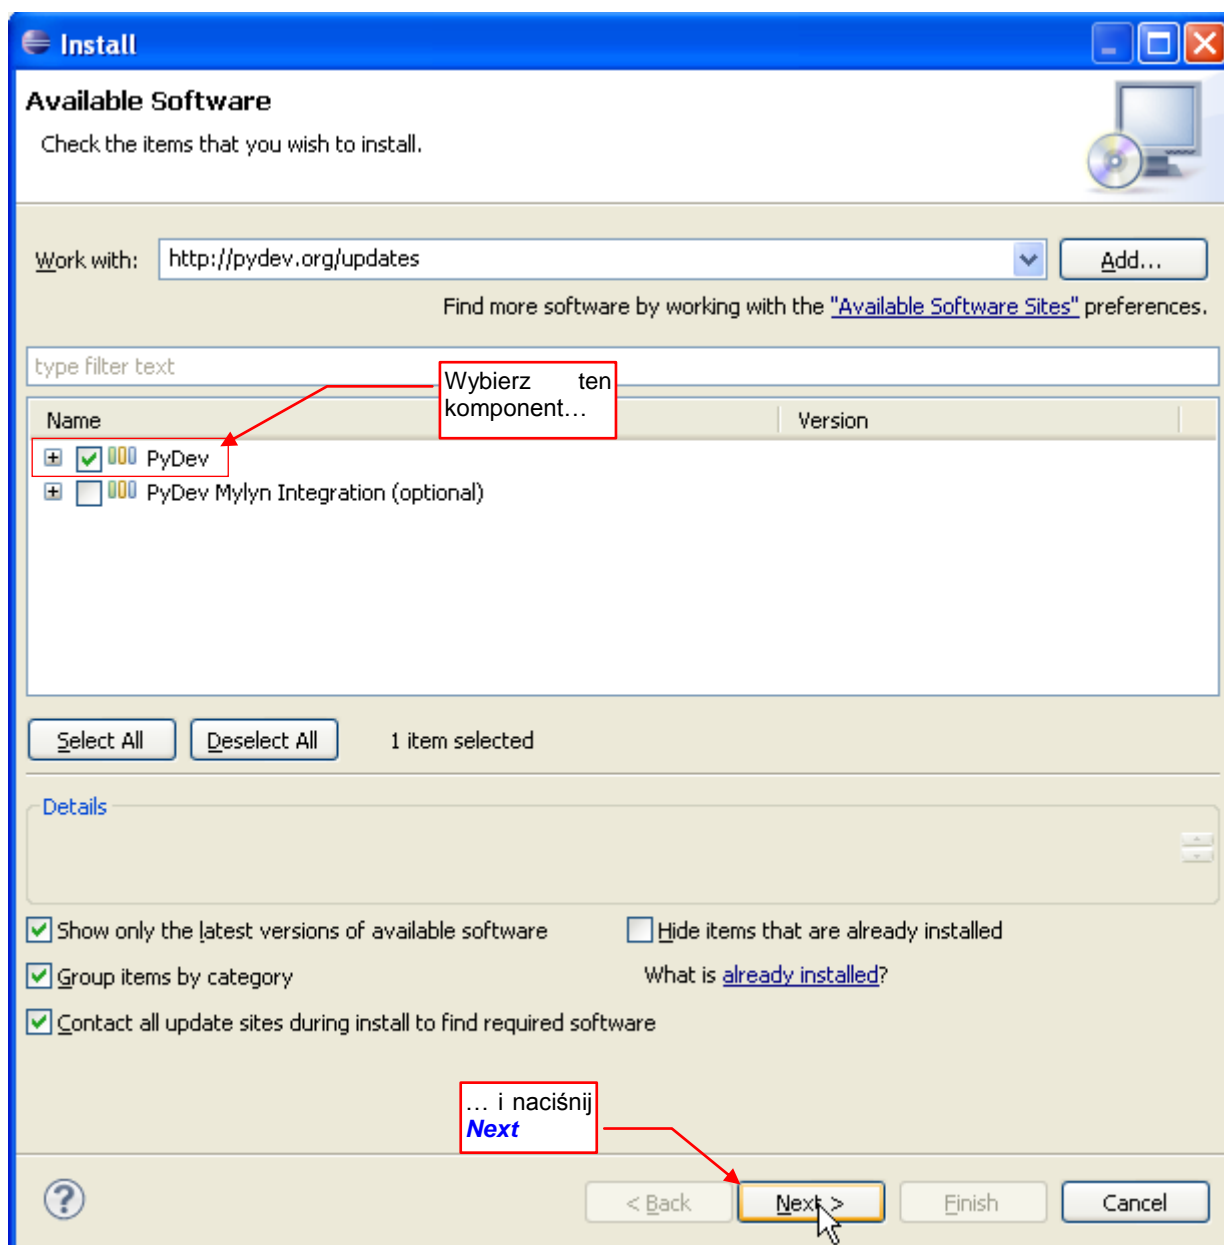 Install
Available Software
Check the items that you wish to install.
Work with: http://pydev.org/updates Add...
Find more software by working with the "Available Software Sites" preferences.
type filter text
Wybierz ten
komponent…
Name Version
PyDev
PyDev Mylyn Integration (optional)
Select All Deselect All 1 item selected
Details
Show only the latest versions of available software Hide items that are already installed
Group items by category What is already installed?
Contact all update sites during install to find required software
… i naciśnij
Next
? < Back Next > Finish Cancel